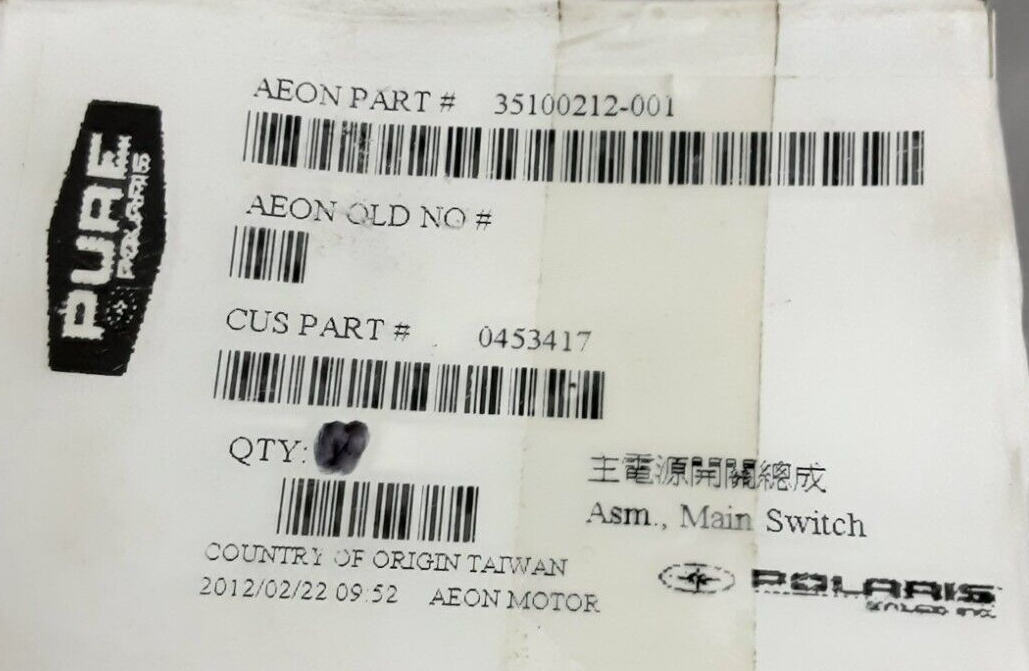 PURE
POLARIS
AEON PART # 35100212-001
AEON OLD NO #
CUS PART # 0453417
QTY:
主電源開關總成
Asm., Main Switch
COUNTRY OF ORIGIN TAIWAN
2012/02/22 09:52 AEON MOTOR
POLARIS